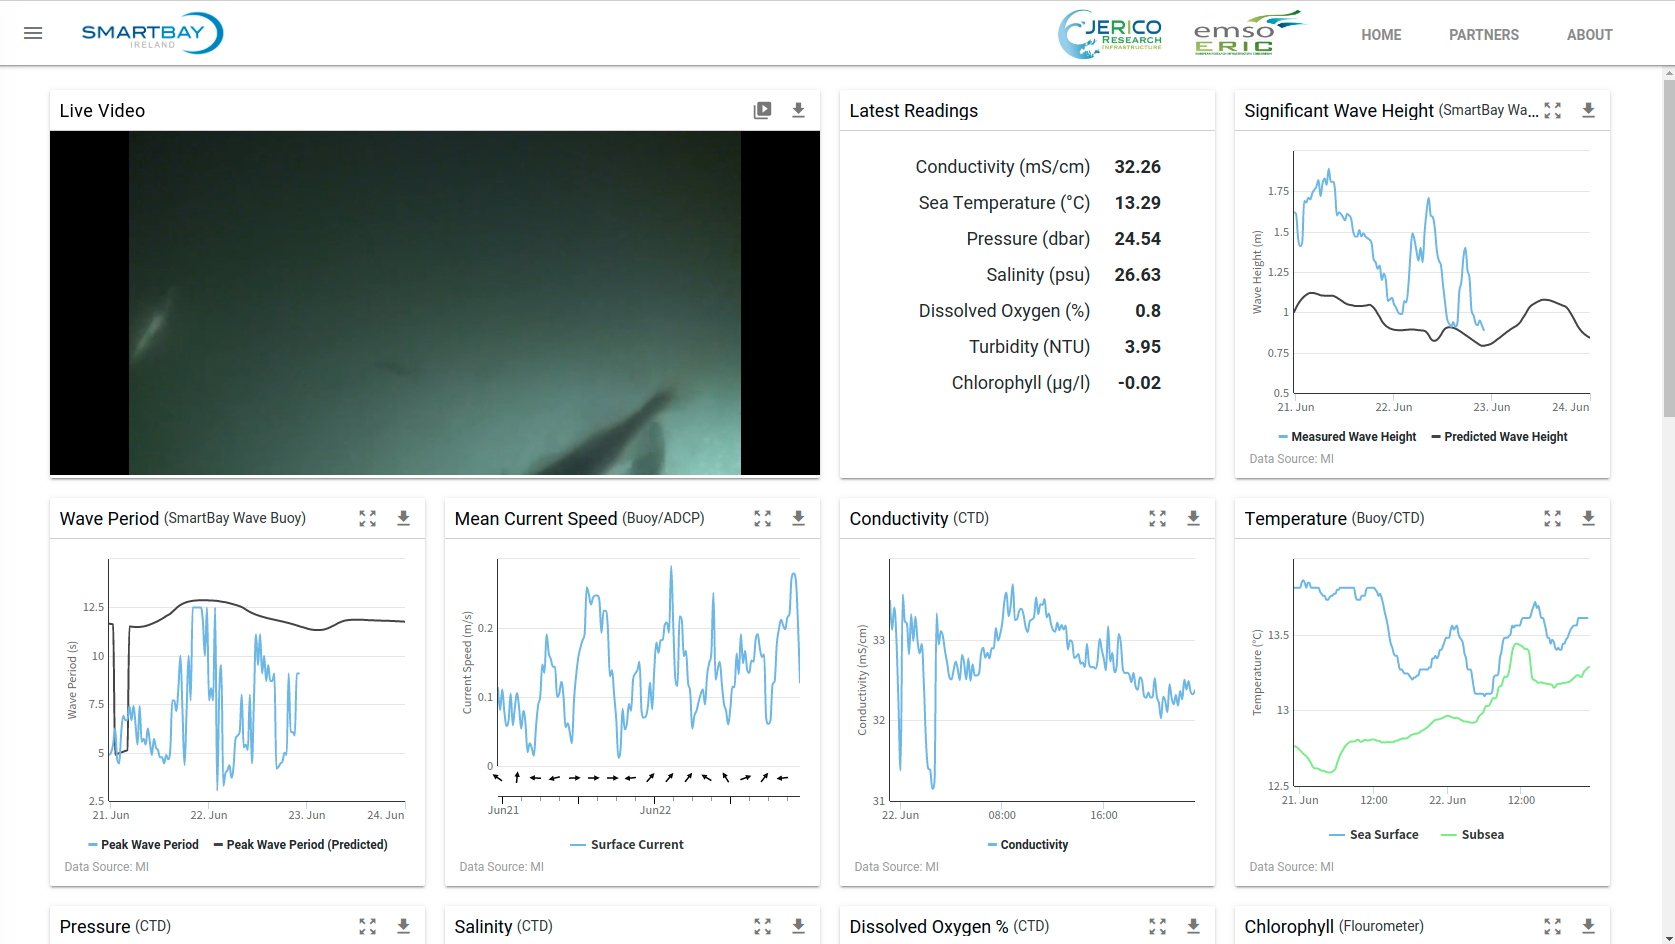 SMARTBAY
IRELAND
JERICO
RESEARCH
INFRASTRUCTURE
emso
ERIC
HOME
PARTNERS
ABOUT
Live Video
Latest Readings
Conductivity (mS/cm) 32.26
Sea Temperature (°C) 13.29
Pressure (dbar) 24.54
Salinity (psu) 26.63
Dissolved Oxygen (%) 0.8
Turbidity (NTU) 3.95
Chlorophyll (µg/l) -0.02
Significant Wave Height (SmartBay Wa...
Wave Height (m)
1.75
1.5
1.25
1
0.75
0.5
21. Jun 22. Jun 23. Jun 24. Jun
Measured Wave Height Predicted Wave Height
Data Source: MI
Wave Period (SmartBay Wave Buoy)
Wave Period (s)
12.5
10
7.5
5
2.5
21. Jun 22. Jun 23. Jun 24. Jun
Peak Wave Period Peak Wave Period (Predicted)
Data Source: MI
Mean Current Speed (Buoy/ADCP)
Current Speed (m/s)
0.2
0.1
0
Jun21 Jun22
Surface Current
Data Source: MI
Conductivity (CTD)
Conductivity (mS/cm)
33
32
31
22. Jun 08:00 16:00
Conductivity
Data Source: MI
Temperature (Buoy/CTD)
Temperature (°C)
13.5
13
12.5
21. Jun 12:00 22. Jun 12:00
Sea Surface Subsea
Data Source: MI
Pressure (CTD)
Salinity (CTD)
Dissolved Oxygen % (CTD)
Chlorophyll (Flourometer)